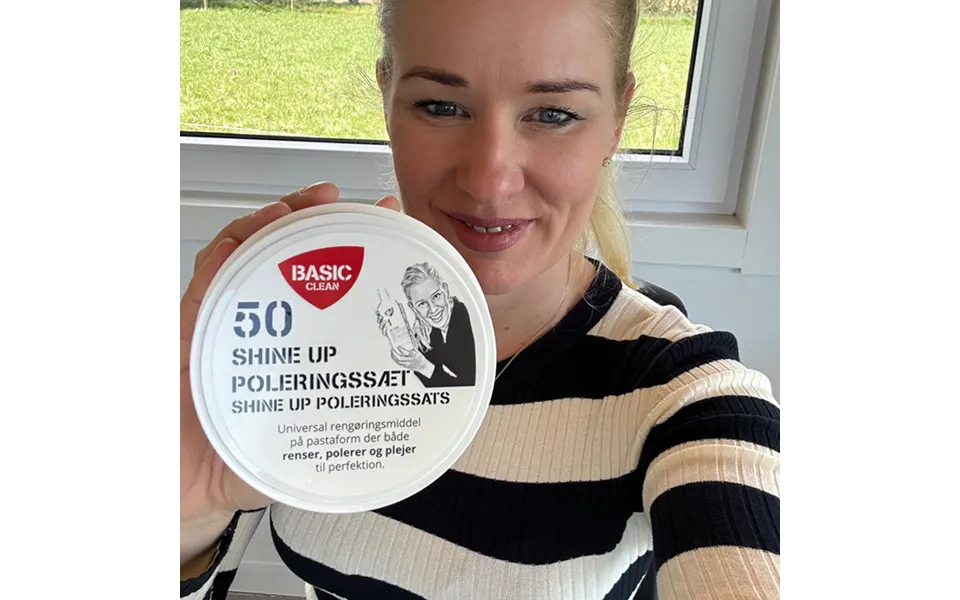 BASIC
CLEAN
50
SHINE UP
POLERINGSSÆT
SHINE UP POLERINGSSATS
Universal rengøringsmiddel
på pastaform der både
renser, polerer og plejer
til perfektion.